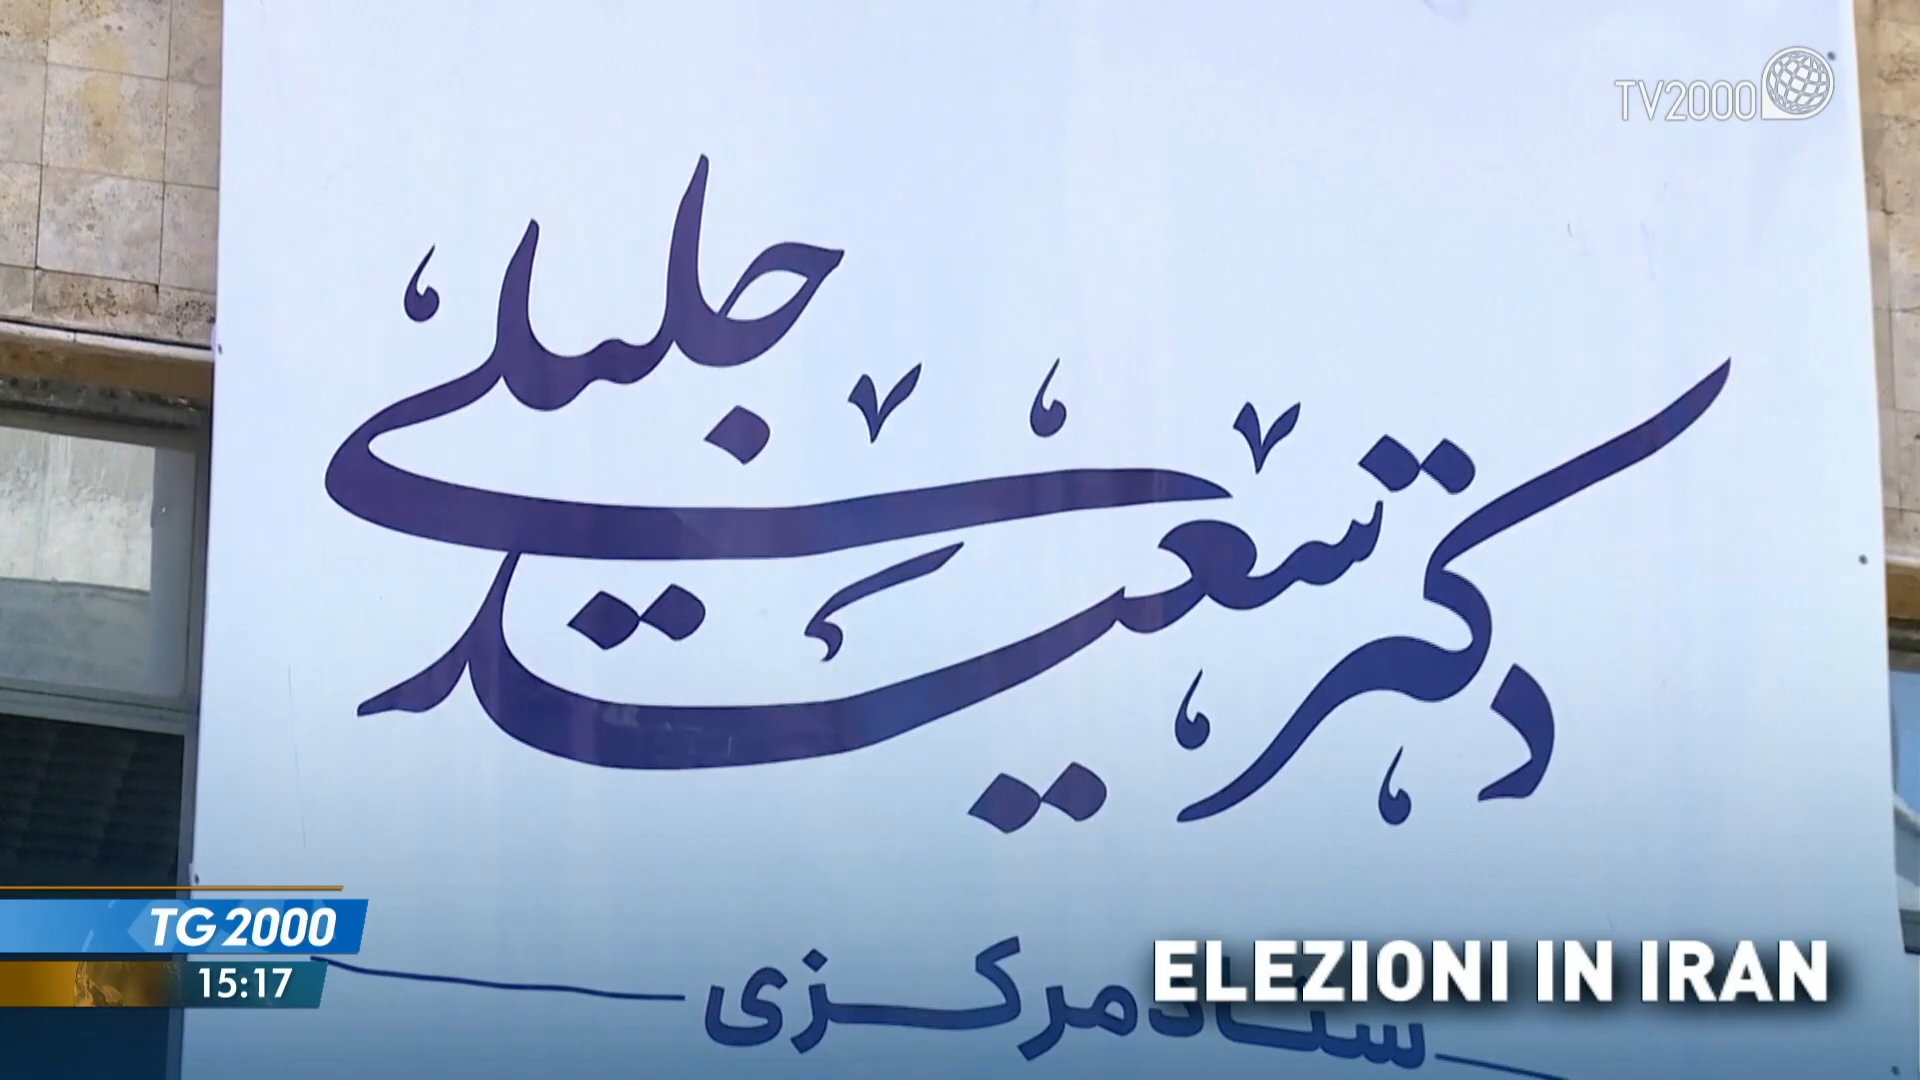 TV2000
دکتر سعید جلیلی
ستاد مرکزی
ELEZIONI IN IRAN
TG 2000
15:17